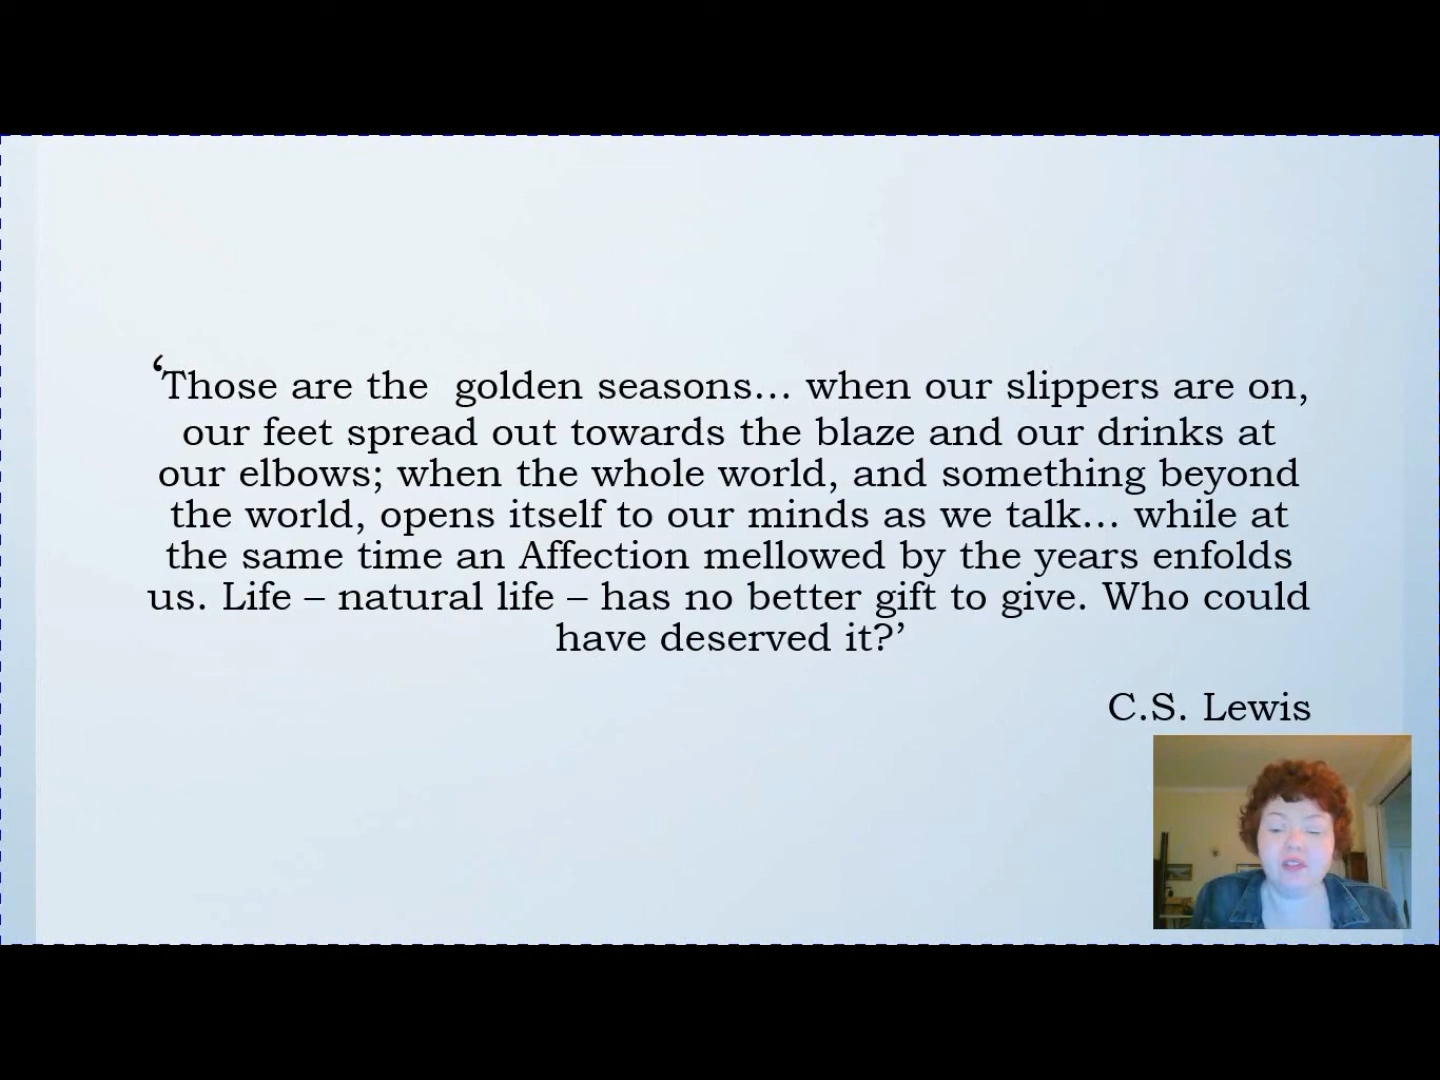 ‘Those are the  golden seasons… when our slippers are on,
our feet spread out towards the blaze and our drinks at
our elbows; when the whole world, and something beyond
the world, opens itself to our minds as we talk… while at
the same time an Affection mellowed by the years enfolds
us. Life – natural life – has no better gift to give. Who could
have deserved it?’
C.S. Lewis